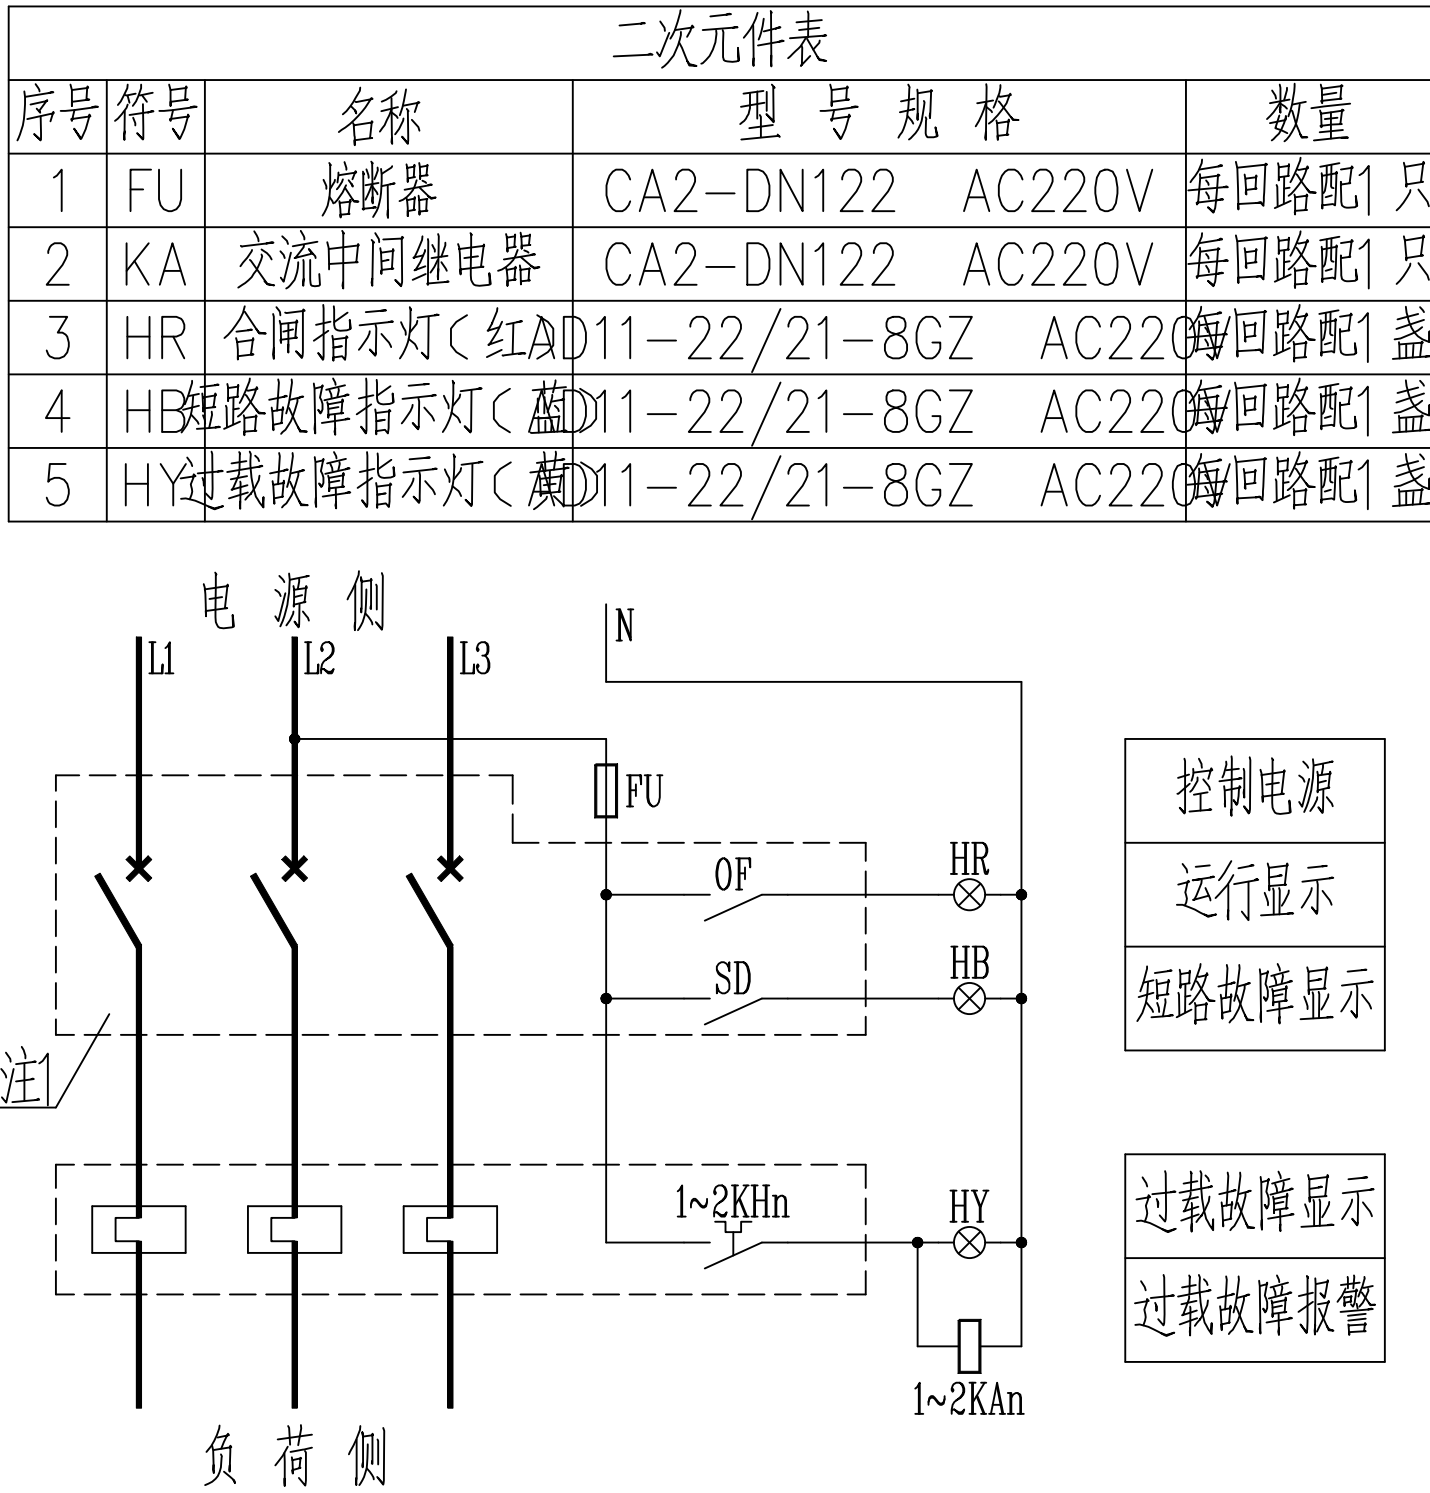 二次元件表
序号 符号 名称 型号规格 数量
1 FU 熔断器 CA2-DN122 AC220V 每回路配1只
2 KA 交流中间继电器 CA2-DN122 AC220V 每回路配1只
3 HR 合闸指示灯(红) AD11-22/21-8GZ AC220V 每回路配1盏
4 HB 短路故障指示灯(蓝) AD11-22/21-8GZ AC220V 每回路配1盏
5 HY 过载故障指示灯(黄) AD11-22/21-8GZ AC220V 每回路配1盏
电源侧
L1 L2 L3 N
FU
控制电源
OF HR
运行显示
SD HB
短路故障显示
注1
1~2KHn HY
过载故障显示
过载故障报警
1~2KAn
负荷侧